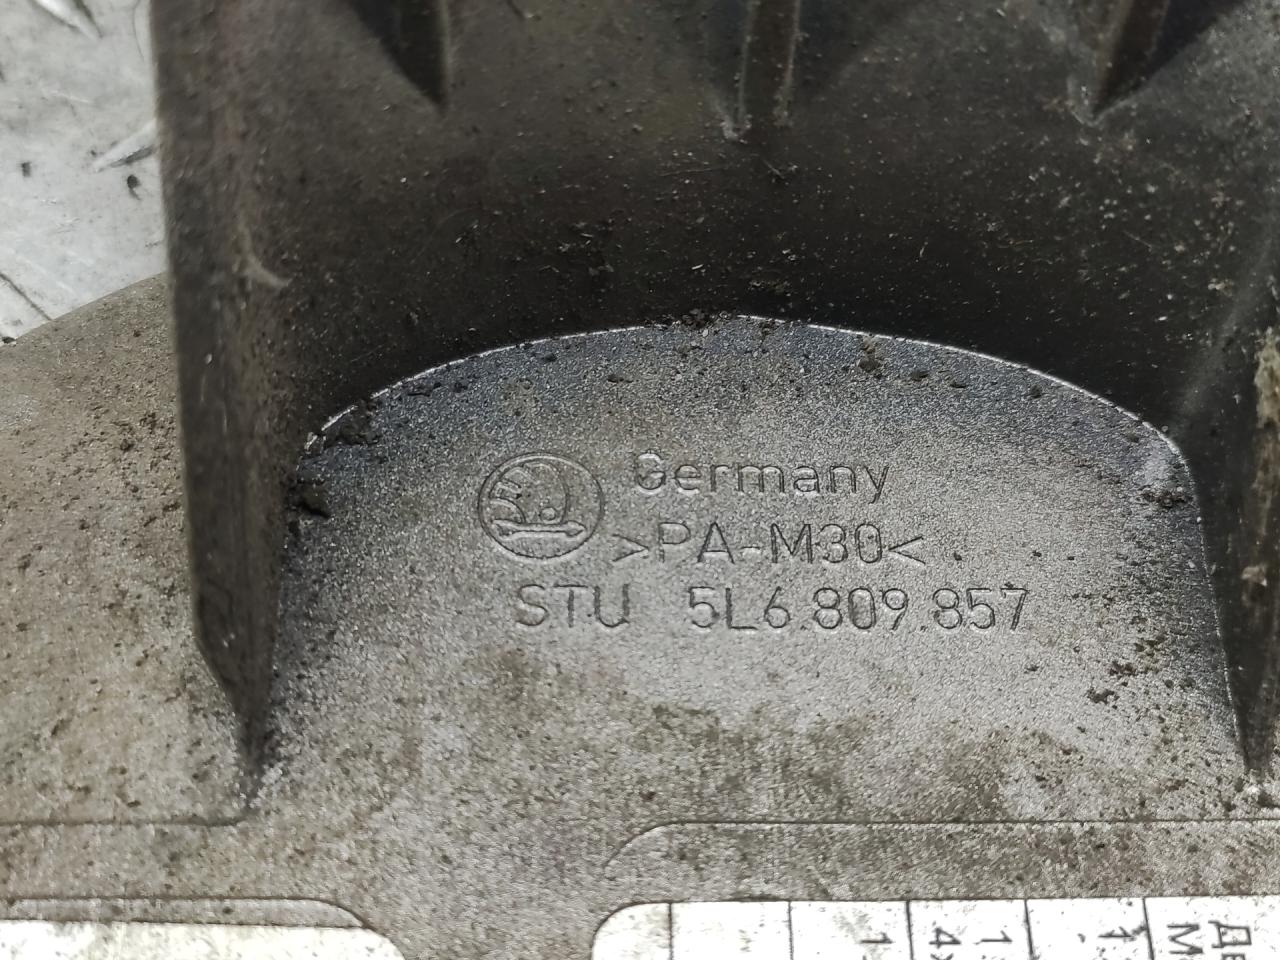 Germany
>PA-M30<
STU 5L6.809.857